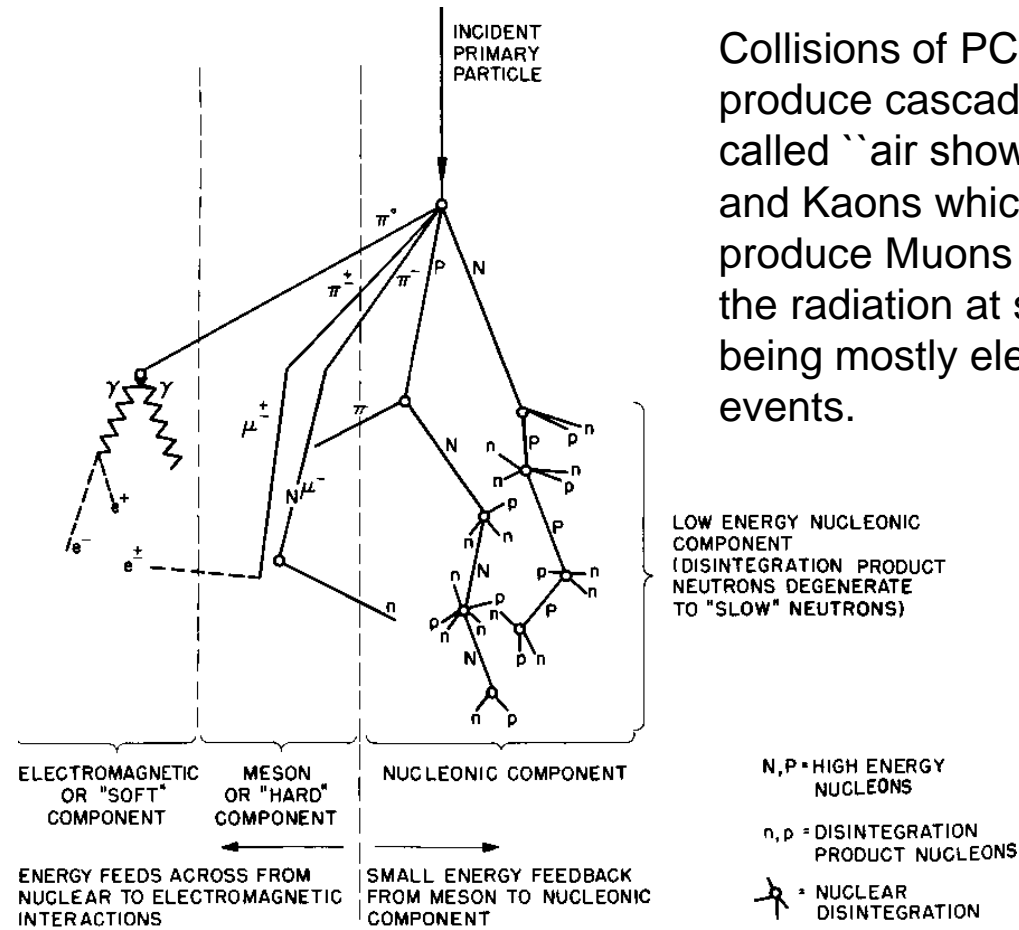 INCIDENT
PRIMARY
PARTICLE
Collisions of PC
produce cascad
called ``air show
and Kaons whic
produce Muons
the radiation at s
being mostly ele
events.
π°
π±
π⁻
P
N
γ γ
μ±
π
N
μ⁻
e⁺
e⁻
e±
n
N
p
n
n
N
n
p
p
n
n
n
N
n
p
n
P
n
p
n
n
p
P
p
n
n
n
P
p
n
LOW ENERGY NUCLEONIC
COMPONENT
(DISINTEGRATION PRODUCT
NEUTRONS DEGENERATE
TO "SLOW" NEUTRONS)
ELECTROMAGNETIC
OR "SOFT"
COMPONENT
MESON
OR "HARD"
COMPONENT
NUCLEONIC COMPONENT
ENERGY FEEDS ACROSS FROM
NUCLEAR TO ELECTROMAGNETIC
INTERACTIONS
SMALL ENERGY FEEDBACK
FROM MESON TO NUCLEONIC
COMPONENT
N,P = HIGH ENERGY
NUCLEONS
n,p = DISINTEGRATION
PRODUCT NUCLEONS
= NUCLEAR
DISINTEGRATION